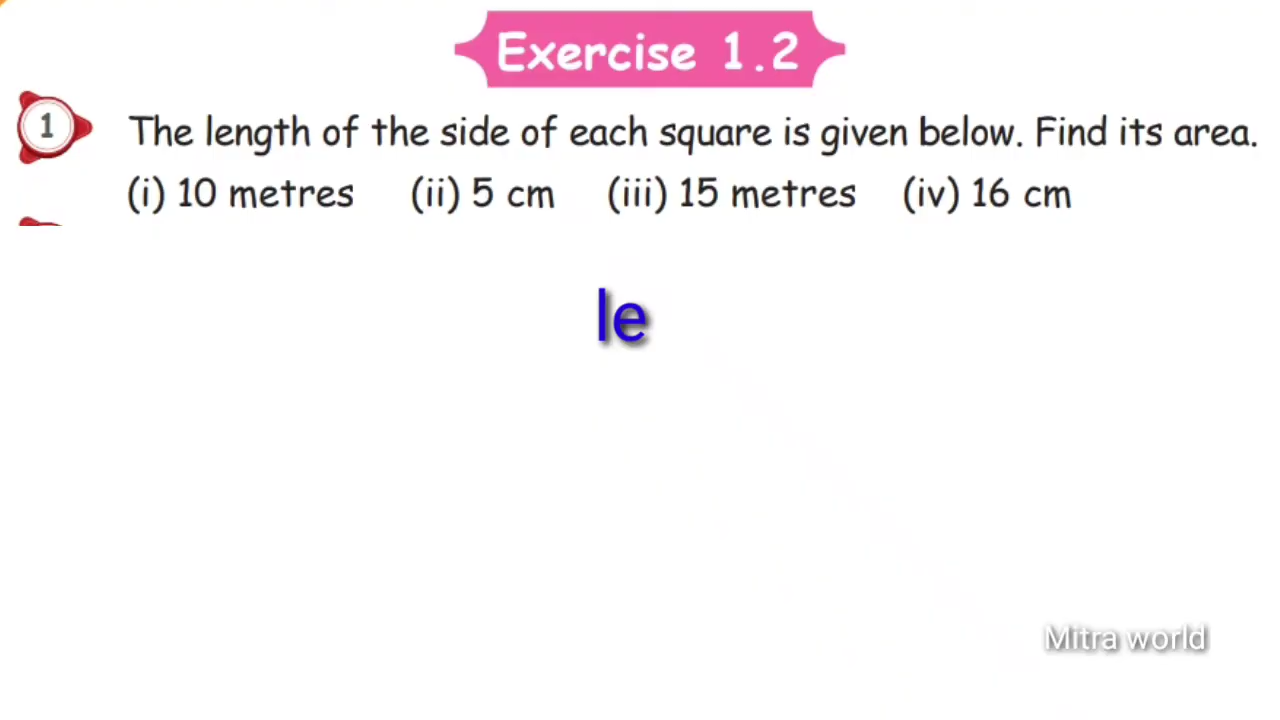 Exercise 1.2
1 The length of the side of each square is given below. Find its area.
(i) 10 metres (ii) 5 cm (iii) 15 metres (iv) 16 cm
le
Mitra world